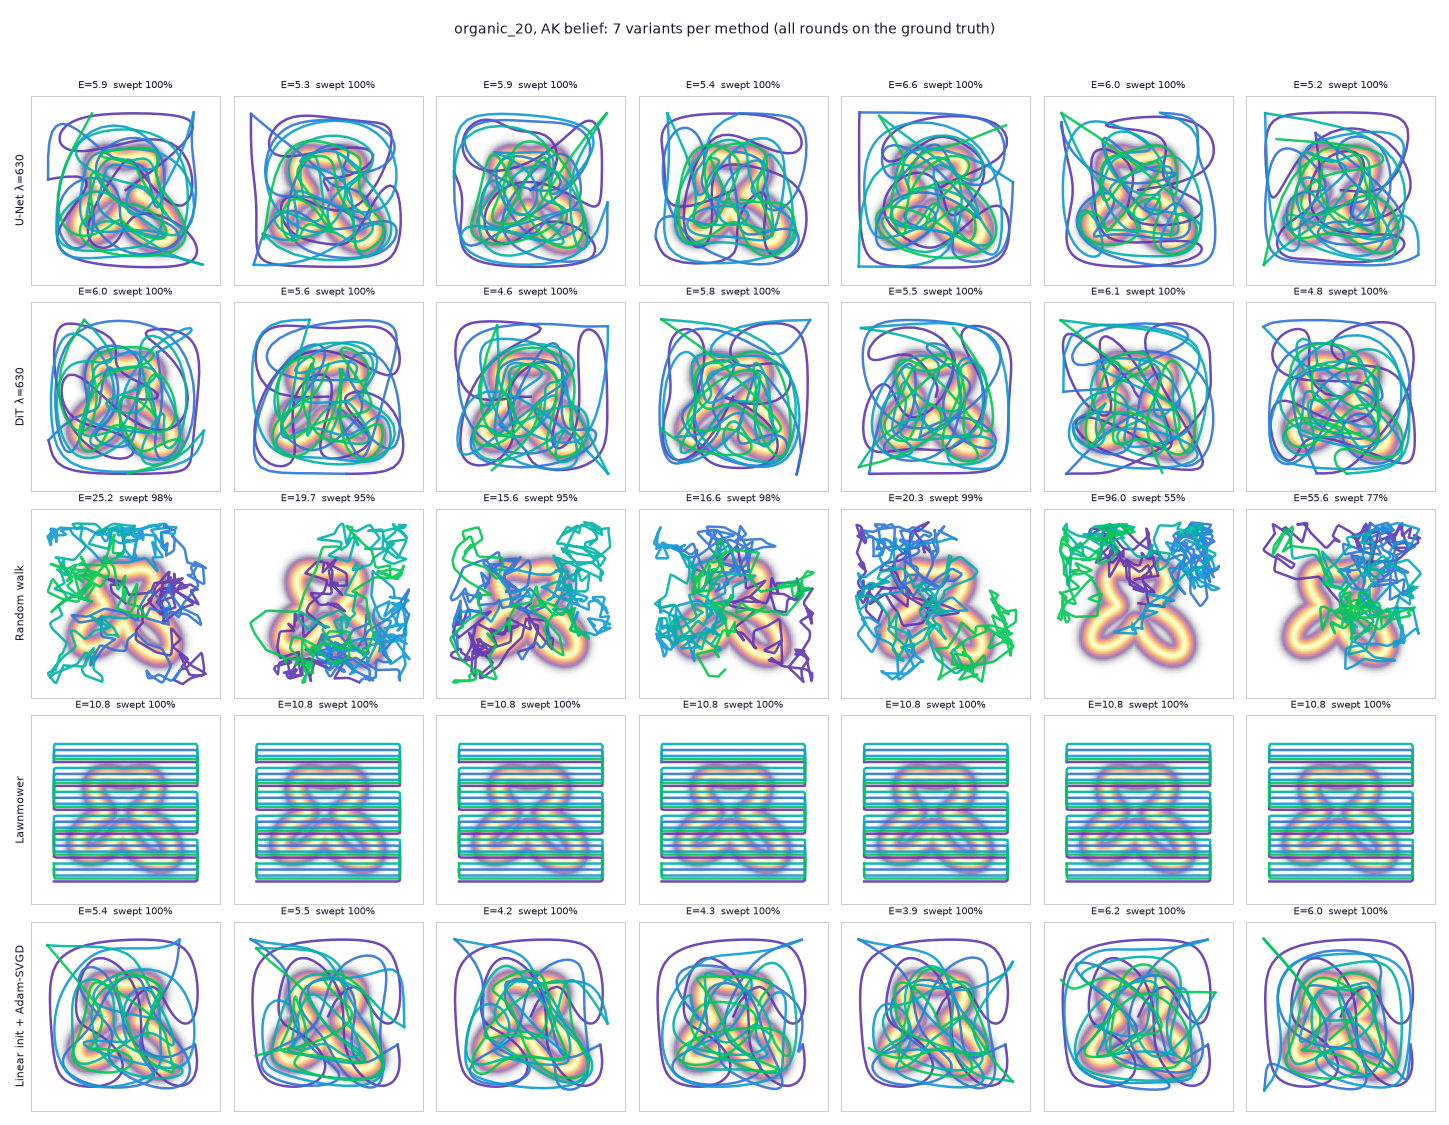 organic_20, AK belief: 7 variants per method (all rounds on the ground truth)
E=5.9 swept 100% E=5.3 swept 100% E=5.9 swept 100% E=5.4 swept 100% E=6.6 swept 100% E=6.0 swept 100% E=5.2 swept 100%
U-Net λ=630
E=6.0 swept 100% E=5.6 swept 100% E=4.6 swept 100% E=5.8 swept 100% E=5.5 swept 100% E=6.1 swept 100% E=4.8 swept 100%
DiT λ=630
E=25.2 swept 98% E=19.7 swept 95% E=15.6 swept 95% E=16.6 swept 98% E=20.3 swept 99% E=96.0 swept 55% E=55.6 swept 77%
Random walk
E=10.8 swept 100% E=10.8 swept 100% E=10.8 swept 100% E=10.8 swept 100% E=10.8 swept 100% E=10.8 swept 100% E=10.8 swept 100%
Lawnmower
E=5.4 swept 100% E=5.5 swept 100% E=4.2 swept 100% E=4.3 swept 100% E=3.9 swept 100% E=6.2 swept 100% E=6.0 swept 100%
Linear init + Adam-SVGD